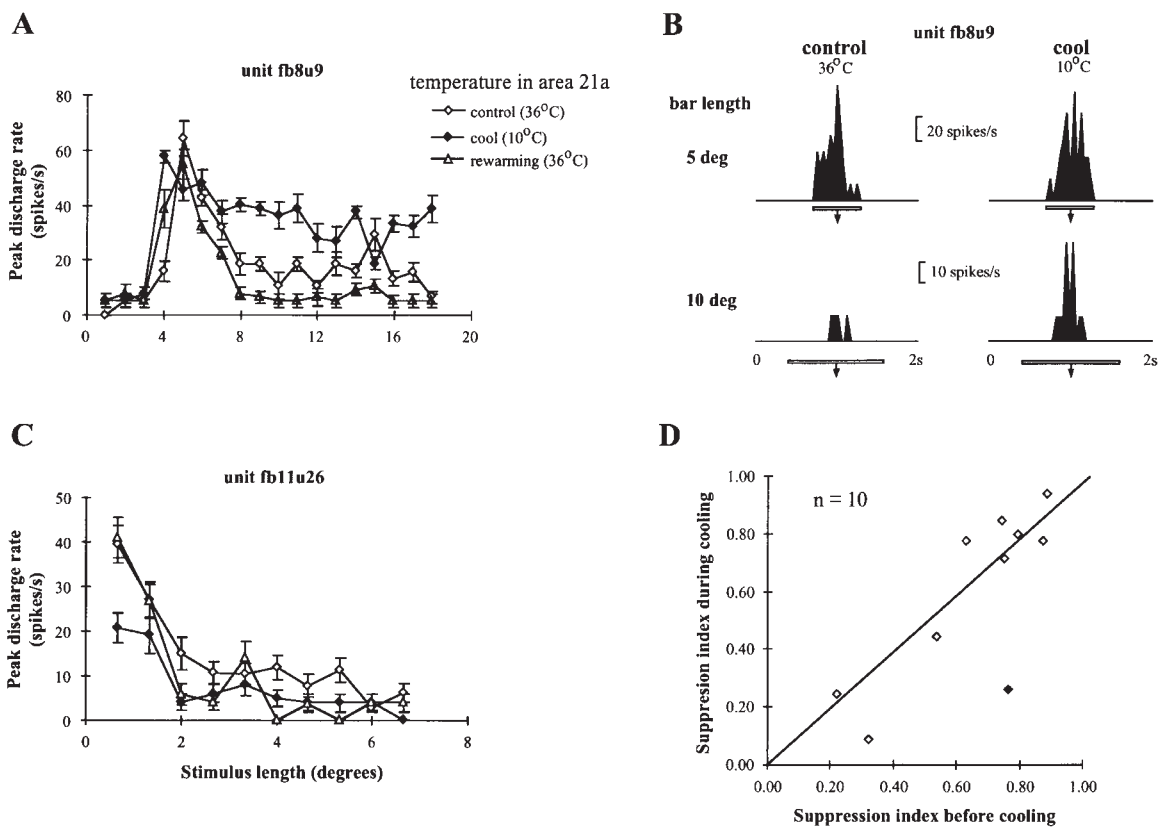 A
unit fb8u9
temperature in area 21a
control (36°C)
cool (10°C)
rewarming (36°C)
Peak discharge rate
(spikes/s)
80
60
40
20
0
0 4 8 12 16 20
B
unit fb8u9
control
36°C
cool
10°C
bar length
5 deg
20 spikes/s
10 deg
10 spikes/s
0 2s
0 2s
C
unit fb11u26
Peak discharge rate
(spikes/s)
50
40
30
20
10
0
0 2 4 6 8
Stimulus length (degrees)
D
n = 10
Suppresion index during cooling
1.00
0.80
0.60
0.40
0.20
0.00
0.00 0.20 0.40 0.60 0.80 1.00
Suppression index before cooling